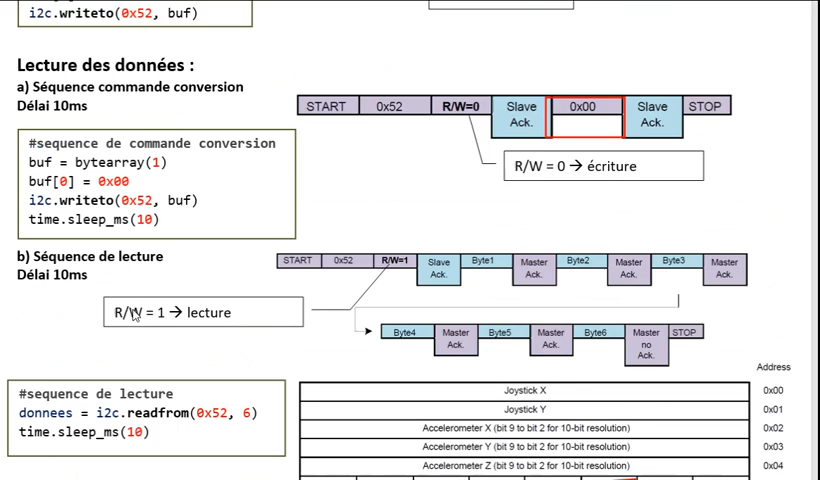 i2c.writeto(0x52, buf)
Lecture des données :
a) Séquence commande conversion
Délai 10ms
START 0x52 R/W=0 Slave Ack. 0x00 Slave Ack. STOP
R/W = 0 → écriture
#sequence de commande conversion
buf = bytearray(1)
buf[0] = 0x00
i2c.writeto(0x52, buf)
time.sleep_ms(10)
b) Séquence de lecture
Délai 10ms
START 0x52 R/W=1 Slave Ack. Byte1 Master Ack. Byte2 Master Ack. Byte3 Master Ack.
R/W = 1 → lecture
Byte4 Master Ack. Byte5 Master Ack. Byte6 Master no Ack. STOP
#sequence de lecture
donnees = i2c.readfrom(0x52, 6)
time.sleep_ms(10)
Address
Joystick X 0x00
Joystick Y 0x01
Accelerometer X (bit 9 to bit 2 for 10-bit resolution) 0x02
Accelerometer Y (bit 9 to bit 2 for 10-bit resolution) 0x03
Accelerometer Z (bit 9 to bit 2 for 10-bit resolution) 0x04